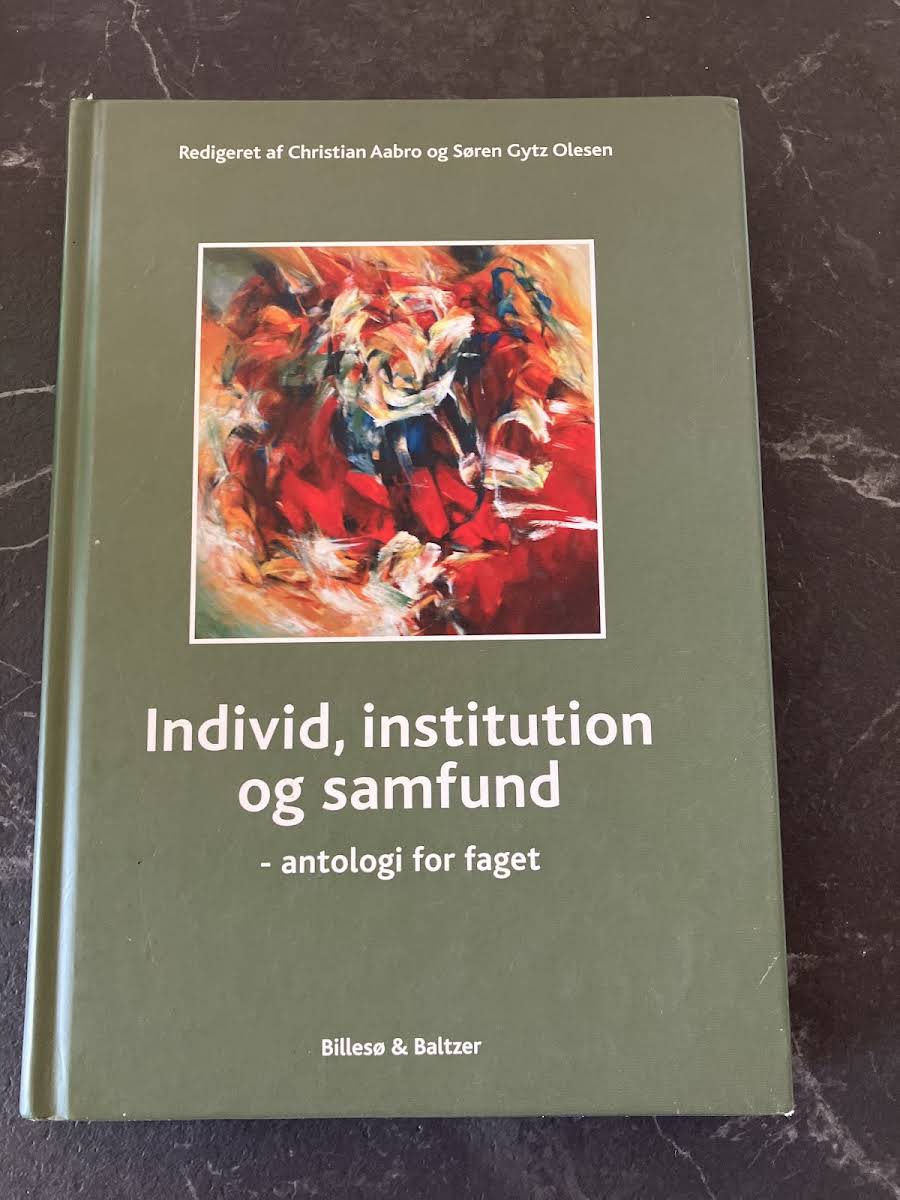 Redigeret af Christian Aabro og Søren Gytz Olesen
Individ, institution
og samfund
- antologi for faget
Billesø & Baltzer